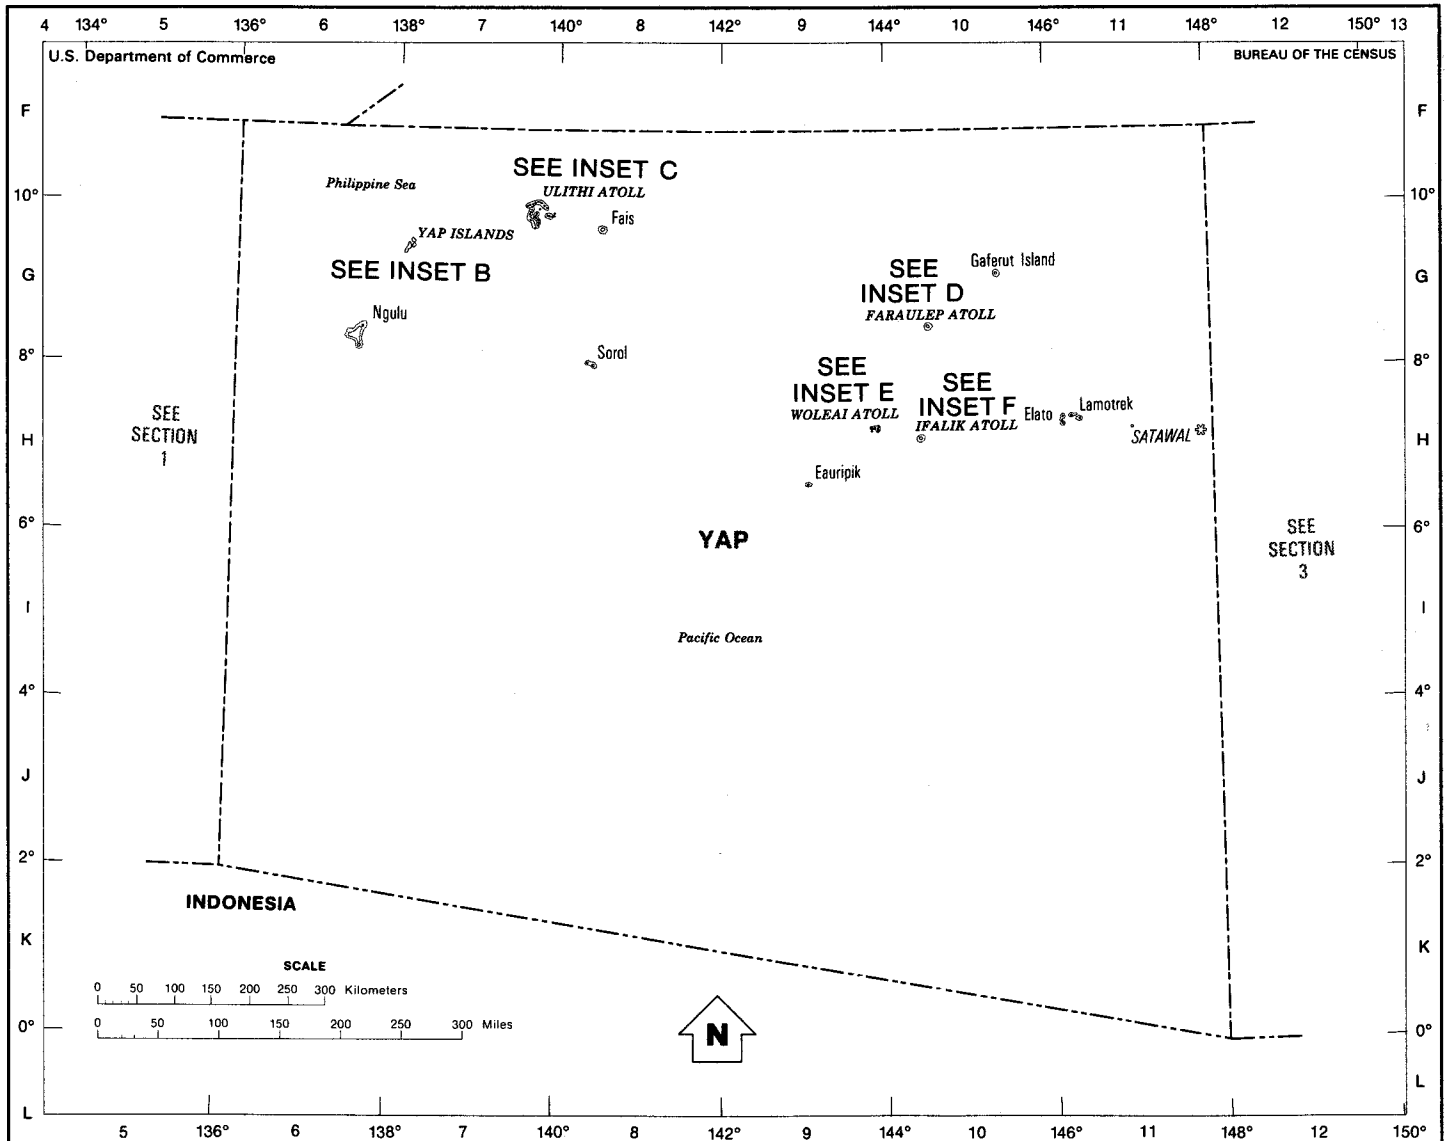 4 134° 5 136° 6 138° 7 140° 8 142° 9 144° 10 146° 11 148° 12 150° 13
U.S. Department of Commerce
BUREAU OF THE CENSUS
F
F
SEE INSET C
ULITHI ATOLL
Philippine Sea
10°
10°
Fais
YAP ISLANDS
SEE INSET B
G
G
Gaferut Island
SEE
INSET D
FARAULEP ATOLL
Ngulu
Sorol
8°
8°
SEE
INSET E
WOLEAI ATOLL
SEE
INSET F
IFALIK ATOLL
Elato
Lamotrek
SATAWAL
SEE
SECTION
1
H
H
Eauripik
6°
6°
YAP
SEE
SECTION
3
I
I
Pacific Ocean
4°
4°
J
J
2°
2°
INDONESIA
K
K
SCALE
0 50 100 150 200 250 300 Kilometers
0 50 100 150 200 250 300 Miles
0°
0°
N
L
L
5 136° 6 138° 7 140° 8 142° 9 144° 10 146° 11 148° 12 150°